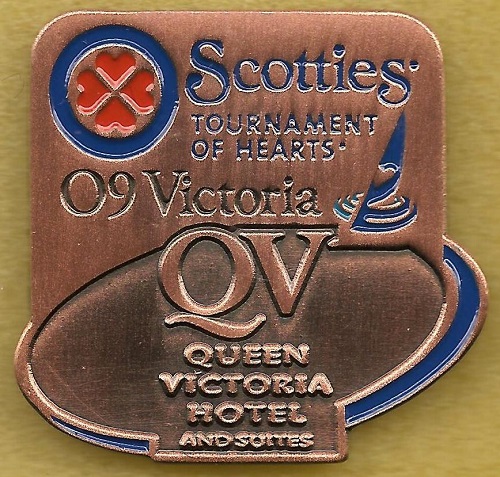 Scotties
TOURNAMENT
OF HEARTS
09 Victoria
QV
QUEEN
VICTORIA
HOTEL
AND SUITES